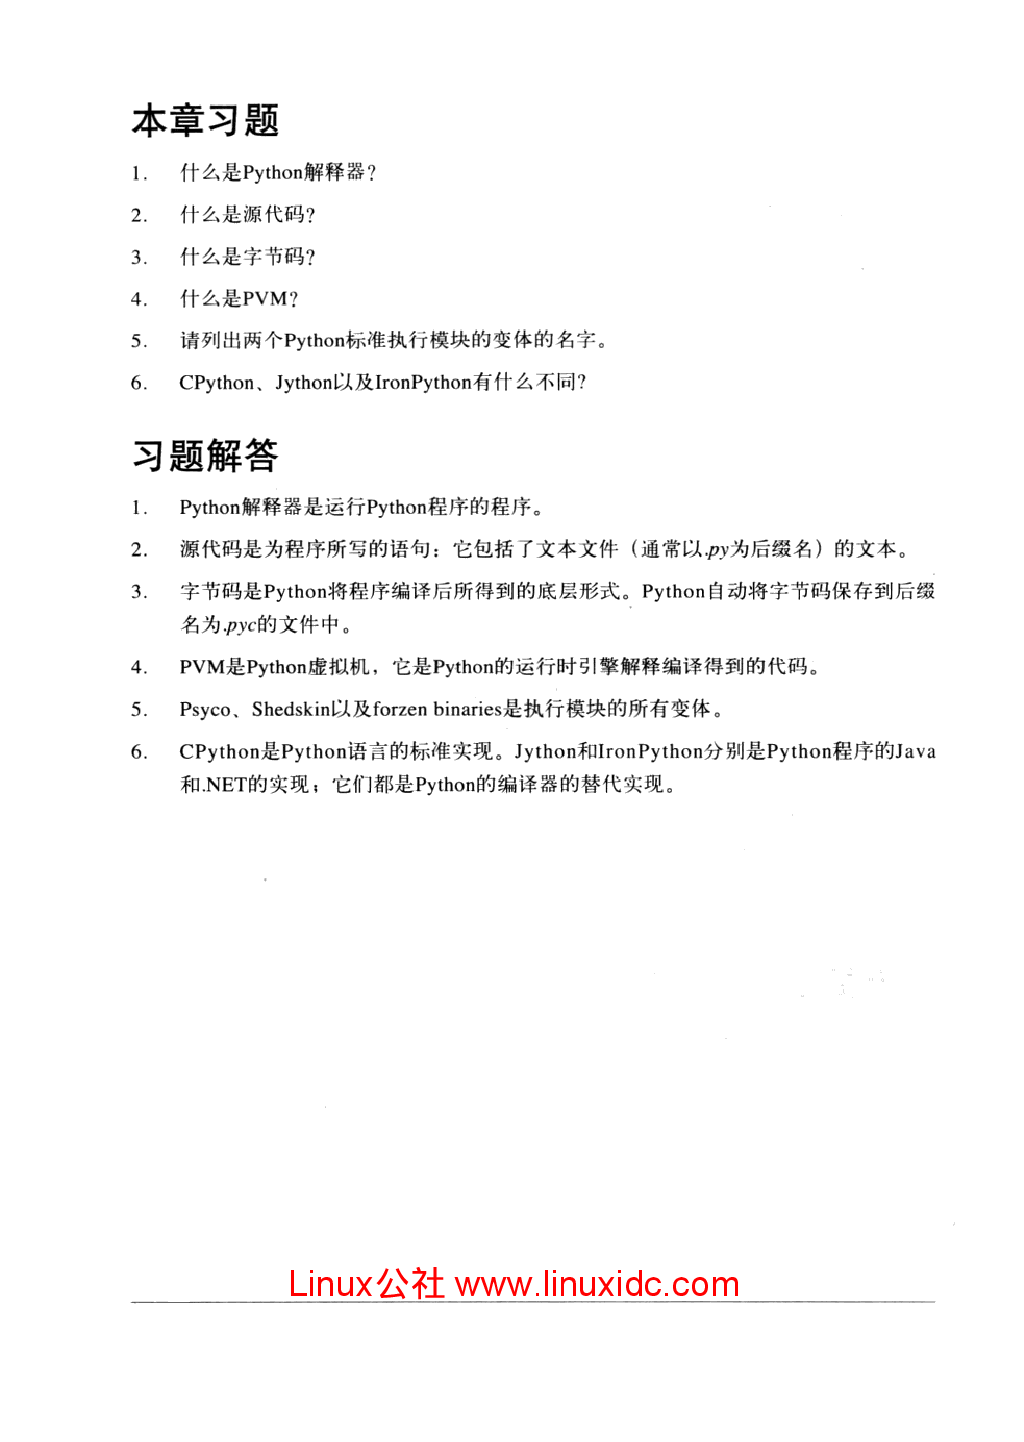 本章习题
1. 什么是Python解释器？
2. 什么是源代码？
3. 什么是字节码？
4. 什么是PVM？
5. 请列出两个Python标准执行模块的变体的名字。
6. CPython、Jython以及IronPython有什么不同？
习题解答
1. Python解释器是运行Python程序的程序。
2. 源代码是为程序所写的语句：它包括了文本文件（通常以.py为后缀名）的文本。
3. 字节码是Python将程序编译后所得到的底层形式。Python自动将字节码保存到后缀
名为.pyc的文件中。
4. PVM是Python虚拟机，它是Python的运行时引擎解释编译得到的代码。
5. Psyco、Shedskin以及forzen binaries是执行模块的所有变体。
6. CPython是Python语言的标准实现。Jython和IronPython分别是Python程序的Java
和.NET的实现；它们都是Python的编译器的替代实现。
Linux公社 www.linuxidc.com